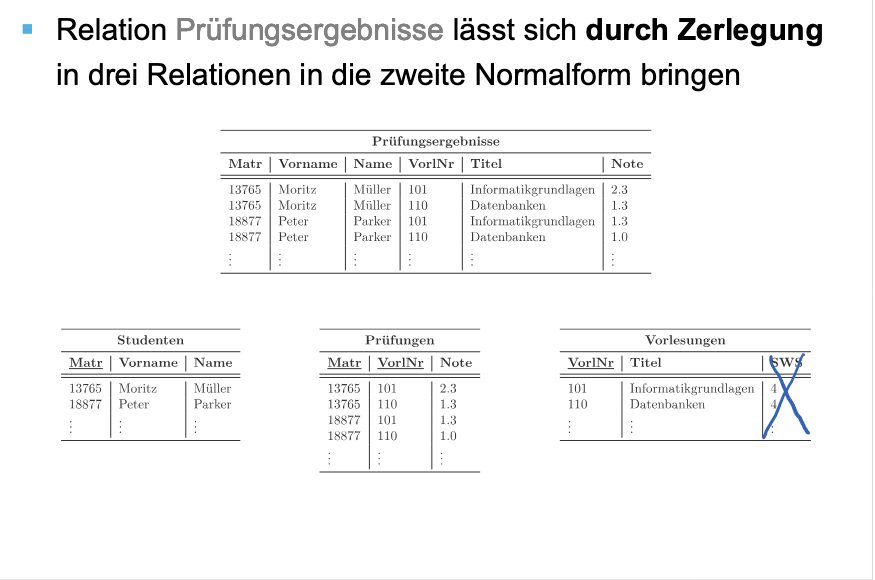 Relation Prüfungsergebnisse lässt sich durch Zerlegung
in drei Relationen in die zweite Normalform bringen
Prüfungsergebnisse
Matr Vorname Name VorlNr Titel Note
13765 Moritz Müller 101 Informatikgrundlagen 2.3
13765 Moritz Müller 110 Datenbanken 1.3
18877 Peter Parker 101 Informatikgrundlagen 1.3
18877 Peter Parker 110 Datenbanken 1.0
⋮ ⋮ ⋮ ⋮ ⋮ ⋮
Studenten
Matr Vorname Name
13765 Moritz Müller
18877 Peter Parker
⋮ ⋮ ⋮
Prüfungen
Matr VorlNr Note
13765 101 2.3
13765 110 1.3
18877 101 1.3
18877 110 1.0
⋮ ⋮ ⋮
Vorlesungen
VorlNr Titel SWS
101 Informatikgrundlagen 4
110 Datenbanken 4
⋮ ⋮ ⋮